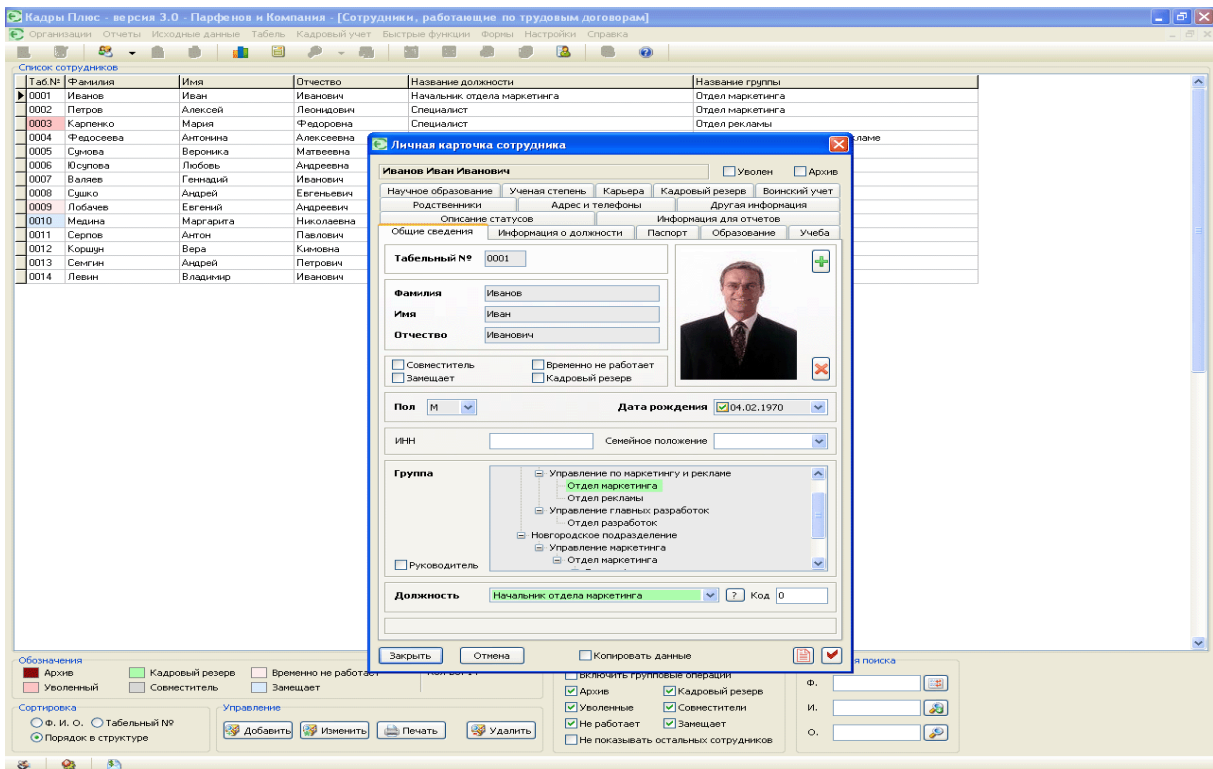 Кадры Плюс - версия 3.0 - Парфенов и Компания - [Сотрудники, работающие по трудовым договорам]
Организации Отчеты Исходные данные Табель Кадровый учет Быстрые функции Формы Настройки Справка
Список сотрудников
Таб.№ Фамилия Имя Отчество Название должности Название группы
0001 Иванов Иван Иванович Начальник отдела маркетинга Отдел маркетинга
0002 Петров Алексей Леонидович Специалист Отдел маркетинга
0003 Карпенко Мария Федоровна Специалист Отдел рекламы
0004 Федосеева Антонина Алексеевна кламе
0005 Сумова Вероника Матвеевна
0006 Юсупова Любовь Андреевна
0007 Валяев Геннадий Иванович
0008 Сушко Андрей Евгеньевич
0009 Лобачев Евгений Андреевич
0010 Медина Маргарита Николаевна
0011 Серпов Антон Павлович
0012 Коршун Вера Кимовна
0013 Семгин Андрей Петрович
0014 Левин Владимир Иванович
Личная карточка сотрудника
Иванов Иван Иванович Уволен Архив
Научное образование Ученая степень Карьера Кадровый резерв Воинский учет
Родственники Адрес и телефоны Другая информация
Описание статусов Информация для отчетов
Общие сведения Информация о должности Паспорт Образование Учеба
Табельный № 0001
Фамилия Иванов
Имя Иван
Отчество Иванович
Совместитель Временно не работает
Замещает Кадровый резерв
Пол М Дата рождения 04.02.1970
ИНН Семейное положение
Группа Управление по маркетингу и рекламе
Отдел маркетинга
Отдел рекламы
Управление главных разработок
Отдел разработок
Новгородское подразделение
Управление маркетинга
Отдел маркетинга
Руководитель
Должность Начальник отдела маркетинга ? Код 0
Закрыть Отмена Копировать данные
Обозначения
Архив Кадровый резерв Временно не работает
Уволенный Совместитель Замещает
Сортировка
Ф. И. О. Табельный №
Порядок в структуре
Управление
Добавить Изменить Печать Удалить
Включить групповые операции
Архив Кадровый резерв
Уволенные Совместители
Не работает Замещает
Не показывать остальных сотрудников
поиска
Ф.
И.
О.